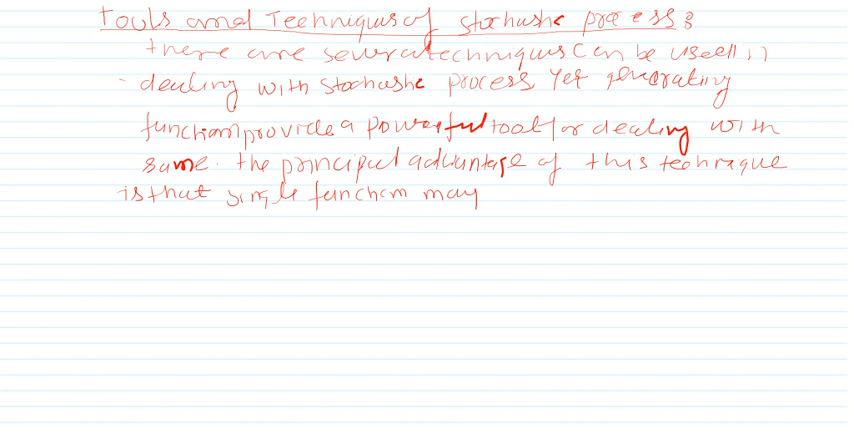 Tools and Techniques of stochastic process:
there are several techniques can be used in
dealing with stochastic process yet generating
function provide a powerful tool for dealing with
same. the principal advantage of this technique
is that single function may